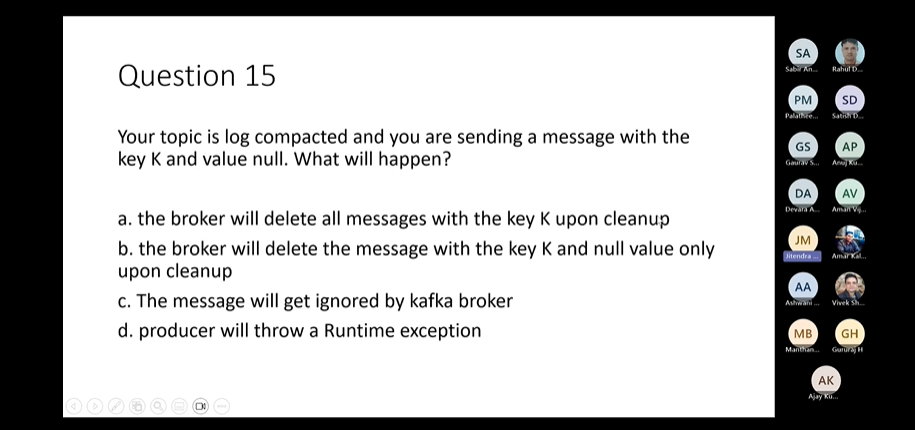 Question 15
Your topic is log compacted and you are sending a message with the
key K and value null. What will happen?
a. the broker will delete all messages with the key K upon cleanup
b. the broker will delete the message with the key K and null value only
upon cleanup
c. The message will get ignored by kafka broker
d. producer will throw a Runtime exception
SA
Sabir An...
Rahul D...
PM
Palathee...
SD
Satish D...
GS
Gaurav S...
AP
Anuj Ku...
DA
Devara A...
AV
Aman Vij...
JM
Jitendra ...
Amar Kal...
AA
Ashwani ...
Vivek Sh...
MB
Manthan...
GH
Gururaj H
AK
Ajay Ku...